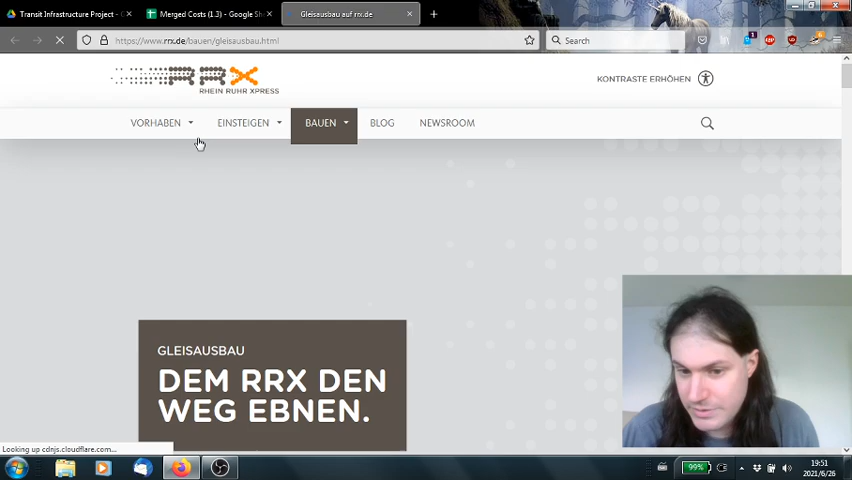 Transit Infrastructure Project - G
Merged Costs (1.3) - Google Sh
Gleisausbau auf rrx.de
https://www.rrx.de/bauen/gleisausbau.html
Search
RRX
RHEIN RUHR XPRESS
KONTRASTE ERHÖHEN
VORHABEN
EINSTEIGEN
BAUEN
BLOG
NEWSROOM
GLEISAUSBAU
DEM RRX DEN
WEG EBNEN.
Looking up cdnjs.cloudflare.com...
99%
19:51
2021/6/26